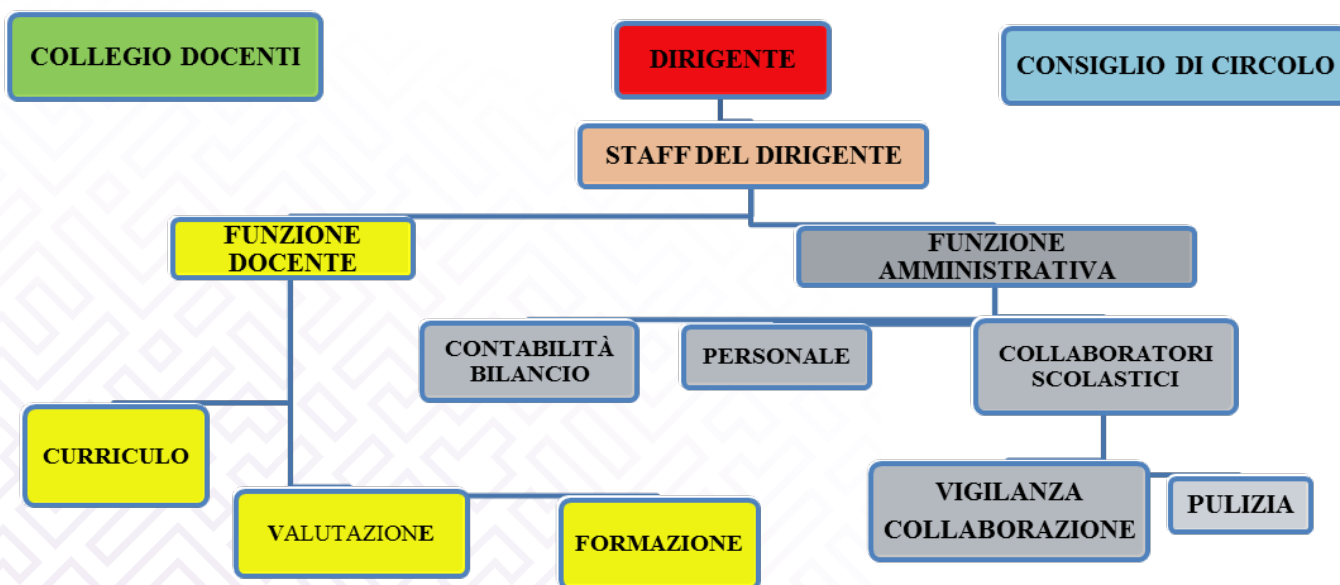 COLLEGIO DOCENTI
DIRIGENTE
CONSIGLIO DI CIRCOLO
STAFF DEL DIRIGENTE
FUNZIONE
DOCENTE
FUNZIONE
AMMINISTRATIVA
CONTABILITÀ
BILANCIO
PERSONALE
COLLABORATORI
SCOLASTICI
CURRICULO
VALUTAZIONE
FORMAZIONE
VIGILANZA
COLLABORAZIONE
PULIZIA